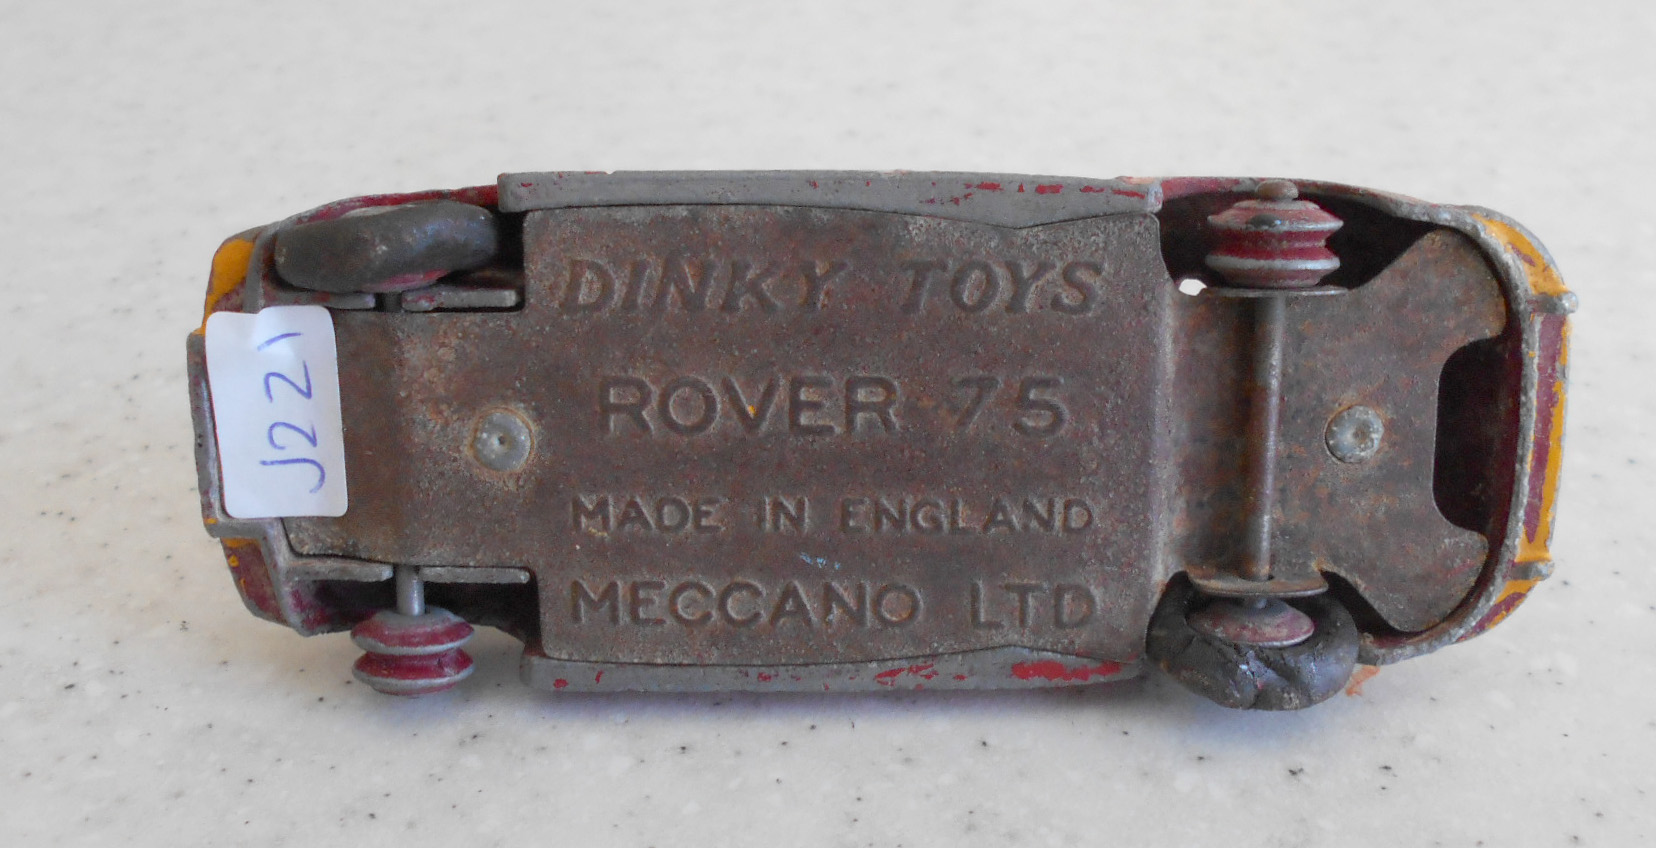 DINKY TOYS
ROVER 75
MADE IN ENGLAND
MECCANO LTD
J221